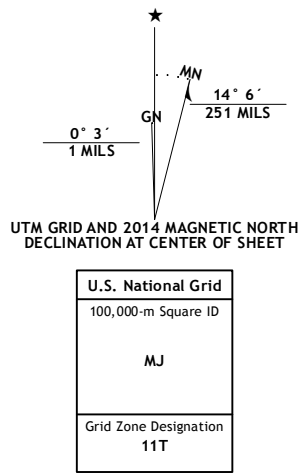 MN
GN
14° 6´
251 MILS
0° 3´
1 MILS
UTM GRID AND 2014 MAGNETIC NORTH
DECLINATION AT CENTER OF SHEET
U.S. National Grid
100,000-m Square ID
MJ
Grid Zone Designation
11T